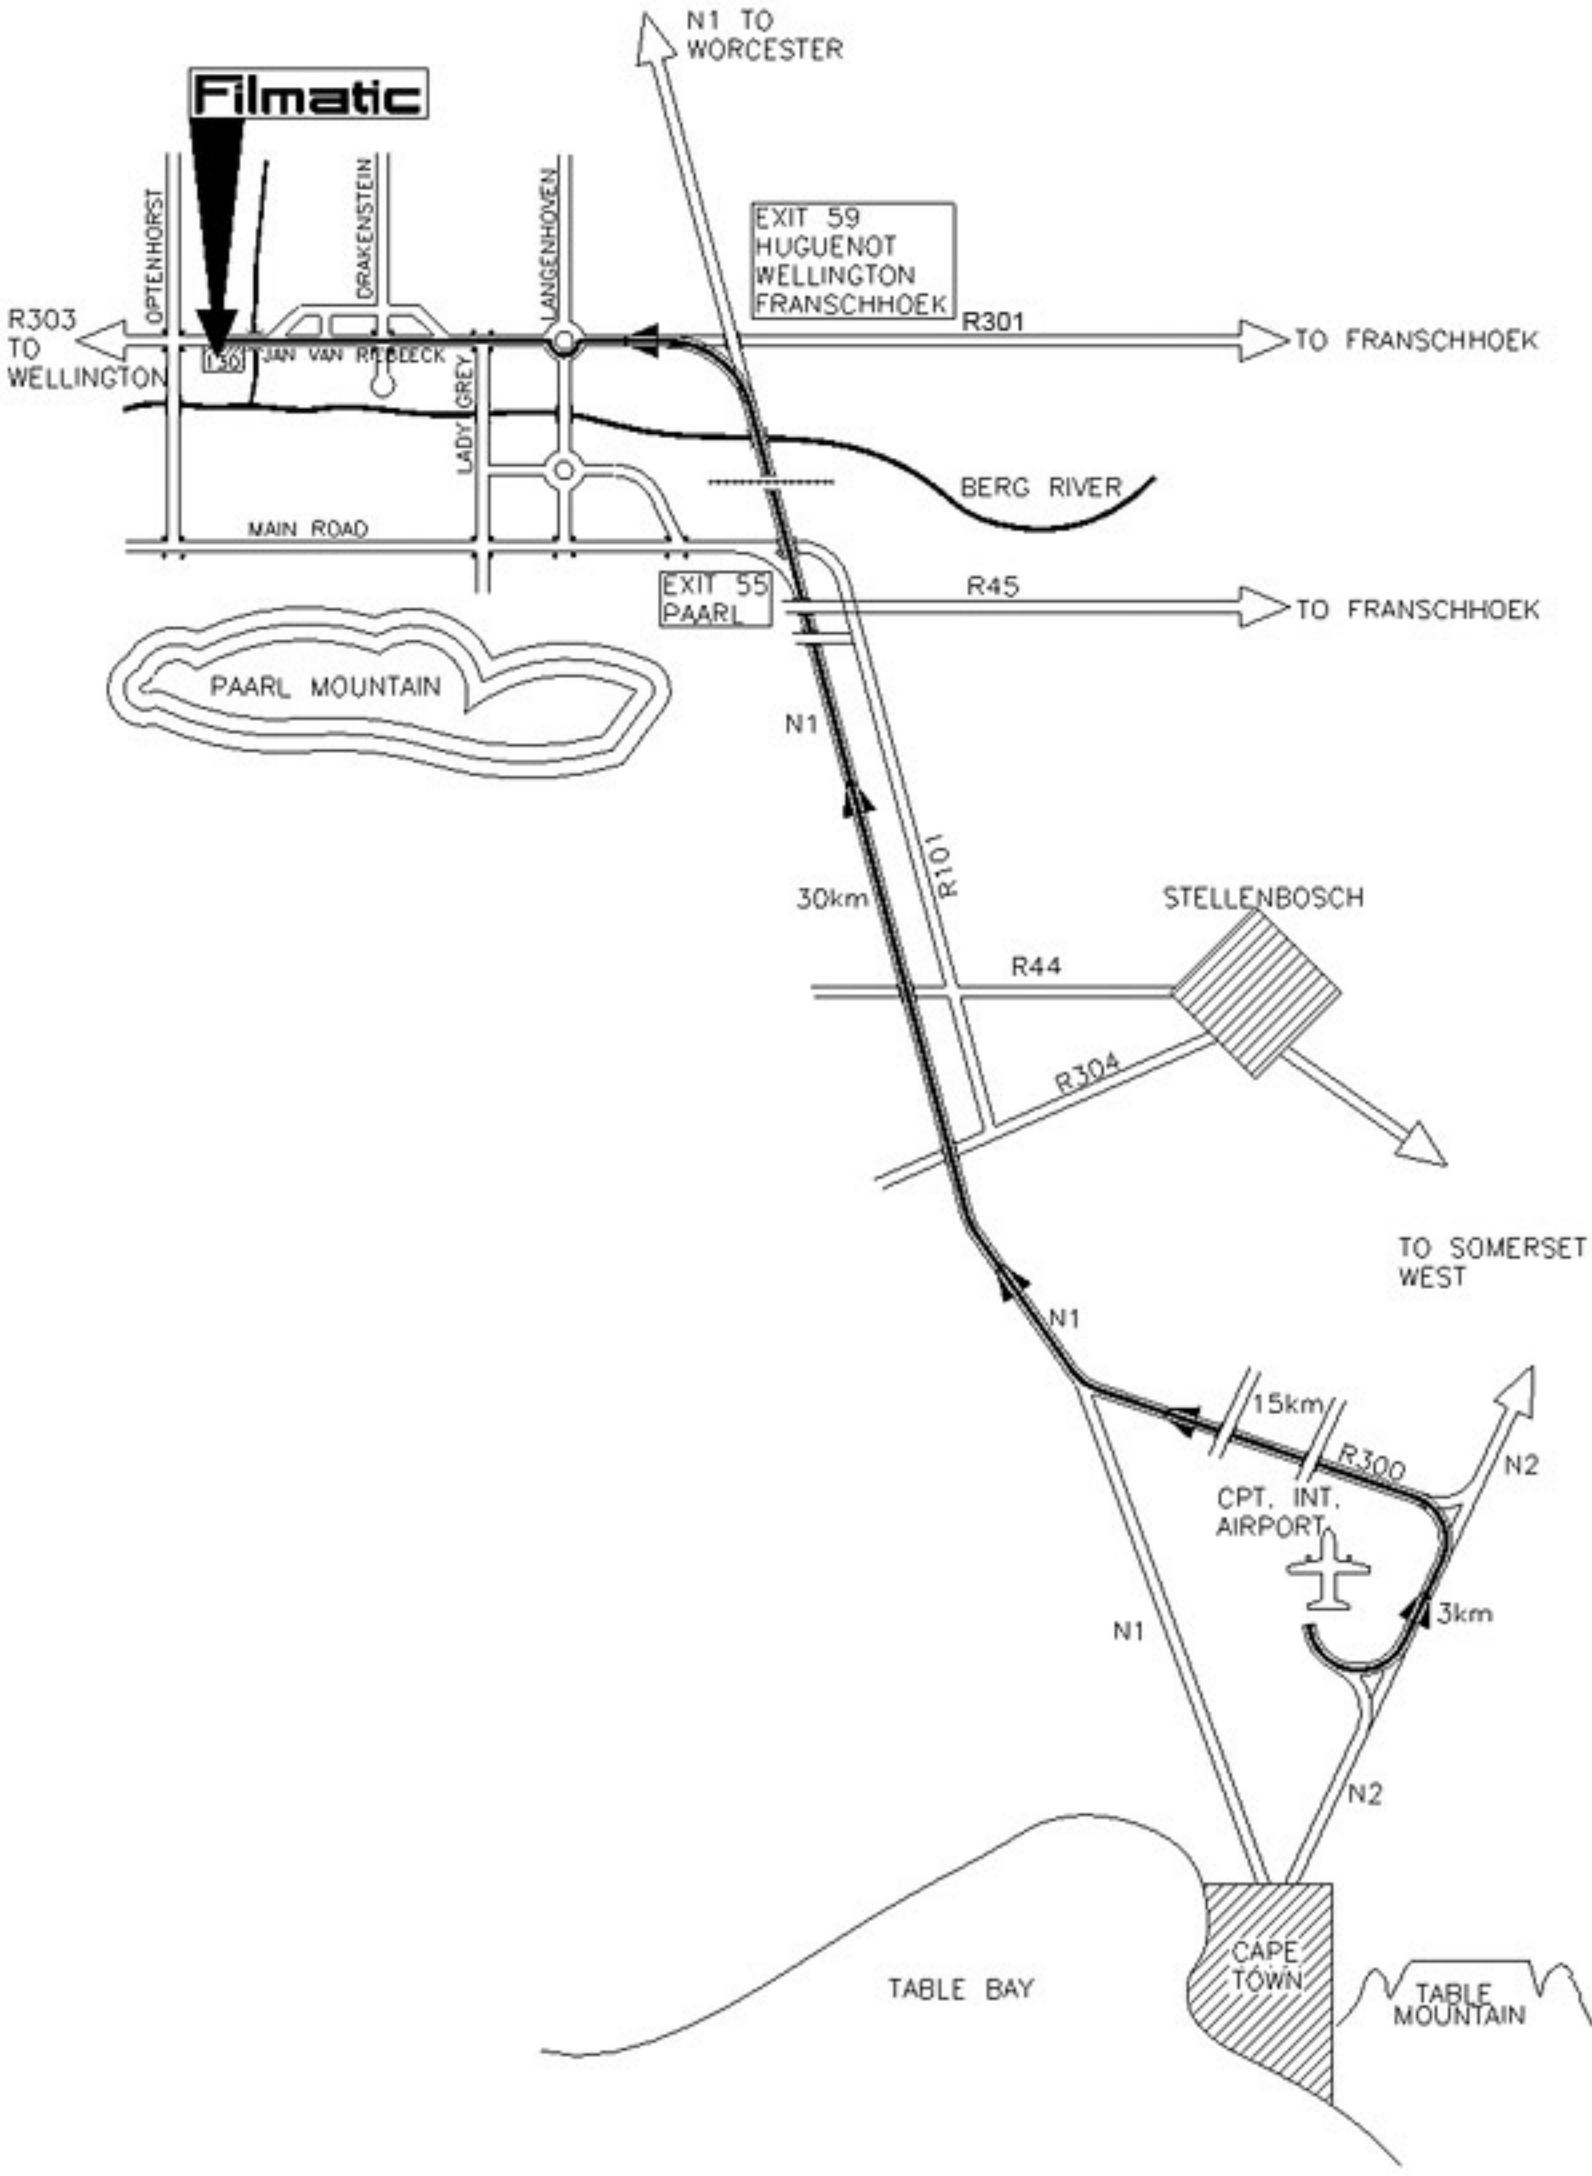 N1 TO
WORCESTER
Filmatic
OPTENHORST
DRAKENSTEIN
LANGENHOVEN
EXIT 59
HUGUENOT
WELLINGTON
FRANSCHHOEK
R303
TO
WELLINGTON
R301
TO FRANSCHHOEK
JAN VAN RIEBEECK
LADY GREY
BERG RIVER
MAIN ROAD
EXIT 55
PAARL
R45
TO FRANSCHHOEK
PAARL MOUNTAIN
N1
R101
30km
STELLENBOSCH
R44
R304
TO SOMERSET
WEST
N1
15km
R300
N2
CPT. INT.
AIRPORT
3km
N1
N2
CAPE
TOWN
TABLE BAY
TABLE
MOUNTAIN